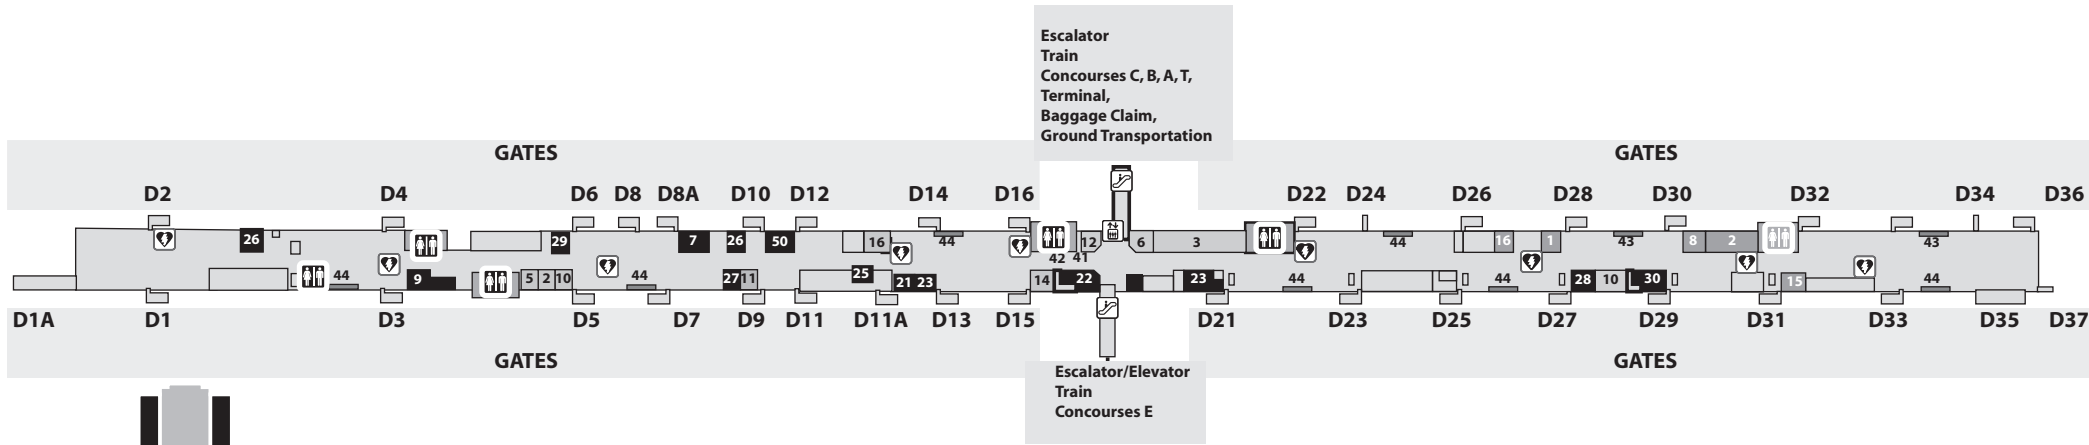 Escalator
Train
Concourses C, B, A, T,
Terminal,
Baggage Claim,
Ground Transportation
GATES GATES
D2 D4 D6 D8 D8A D10 D12 D14 D16 D22 D24 D26 D28 D30 D32 D34 D36
26 29 7 26 50 16 44 12 6 3 44 16 1 43 8 2 43
42 41
44 9 5 2 10 44 27 11 25 21 23 14 22 23 44 44 28 10 30 15 44
D1A D1 D3 D5 D7 D9 D11 D11A D13 D15 D21 D23 D25 D27 D29 D31 D33 D35 D37
GATES GATES
Escalator/Elevator
Train
Concourses E